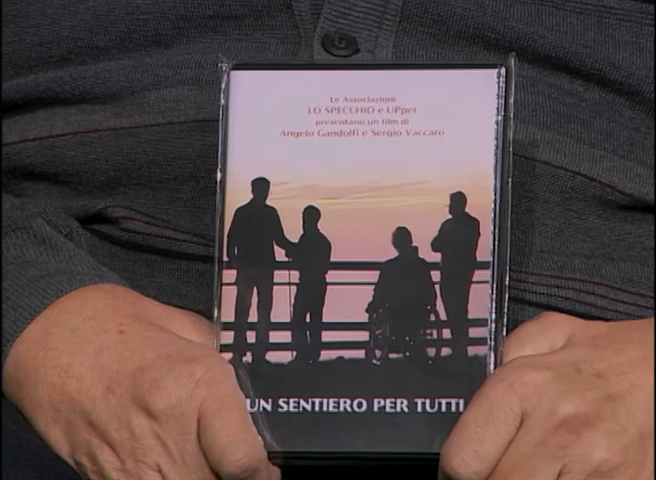 Le Associazioni
LO SPECCHIO e UPper
presentano un film di
Angelo Gandolfi e Sergio Vaccaro
UN SENTIERO PER TUTTI